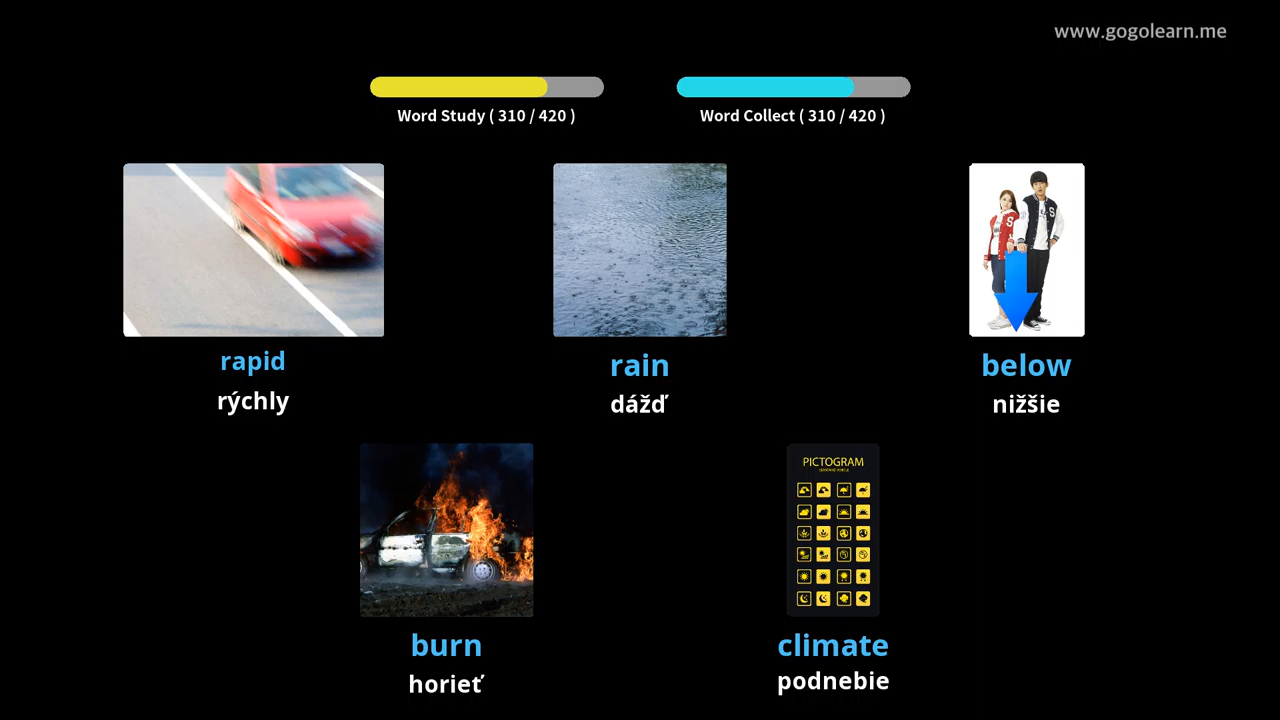 www.gogolearn.me
Word Study ( 310 / 420 )
Word Collect ( 310 / 420 )
rapid
rýchly
rain
dážď
below
nižšie
PICTOGRAM
burn
horieť
climate
podnebie